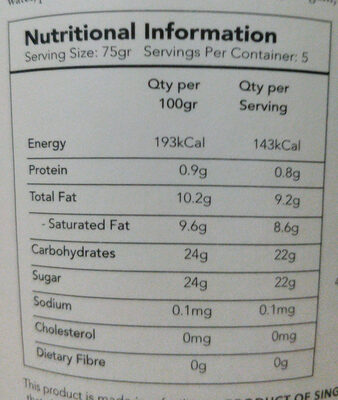 Nutritional Information
Serving Size: 75gr Servings Per Container: 5
Qty per 100gr Qty per Serving
Energy 193kCal 143kCal
Protein 0.9g 0.8g
Total Fat 10.2g 9.2g
- Saturated Fat 9.6g 8.6g
Carbohydrates 24g 22g
Sugar 24g 22g
Sodium 0.1mg 0.1mg
Cholesterol 0mg 0mg
Dietary Fibre 0g 0g
This product is made
PRODUCT OF SING